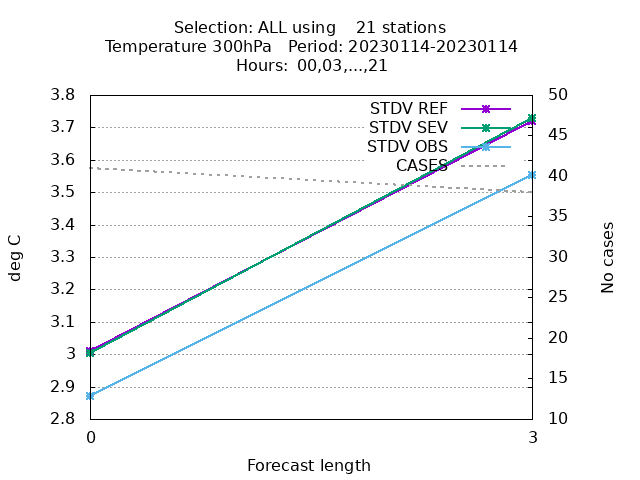 Selection: ALL using    21 stations
Temperature 300hPa   Period: 20230114-20230114
Hours:  00,03,...,21
3.8
3.7
3.6
3.5
3.4
3.3
3.2
3.1
3
2.9
2.8
deg C
STDV REF
STDV SEV
STDV OBS
CASES
50
45
40
35
30
25
20
15
10
No cases
0
3
Forecast length